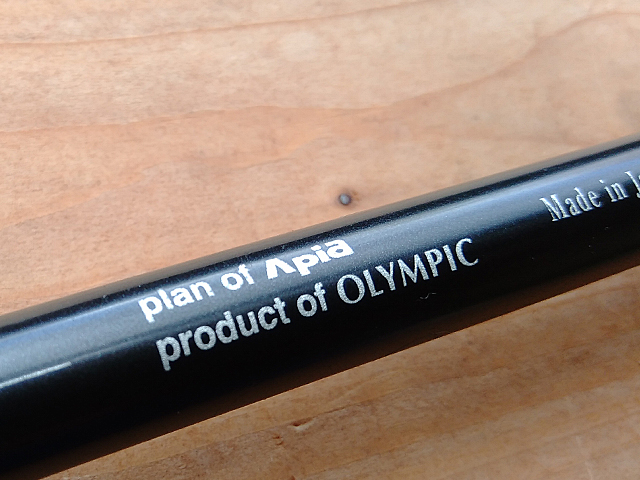 plan of Apia
product of OLYMPIC
Made in